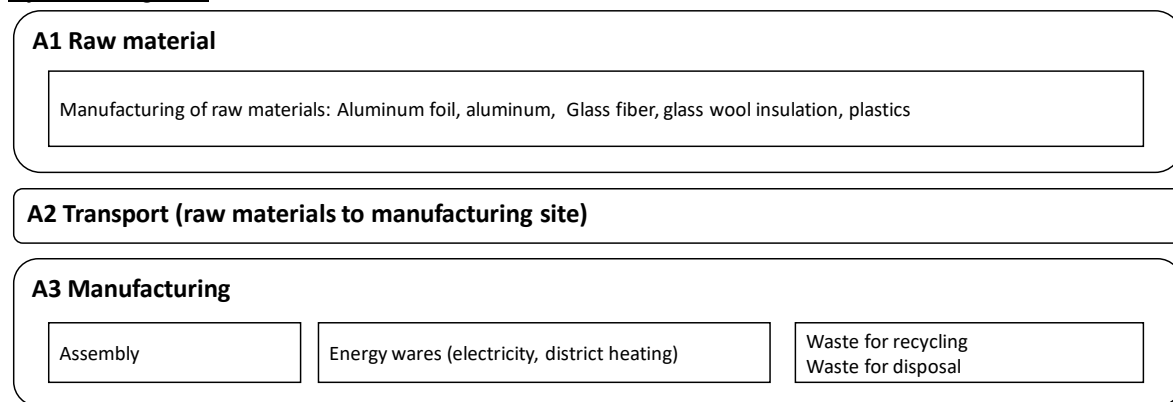 A1 Raw material
Manufacturing of raw materials: Aluminum foil, aluminum, Glass fiber, glass wool insulation, plastics
A2 Transport (raw materials to manufacturing site)
A3 Manufacturing
Assembly
Energy wares (electricity, district heating)
Waste for recycling
Waste for disposal